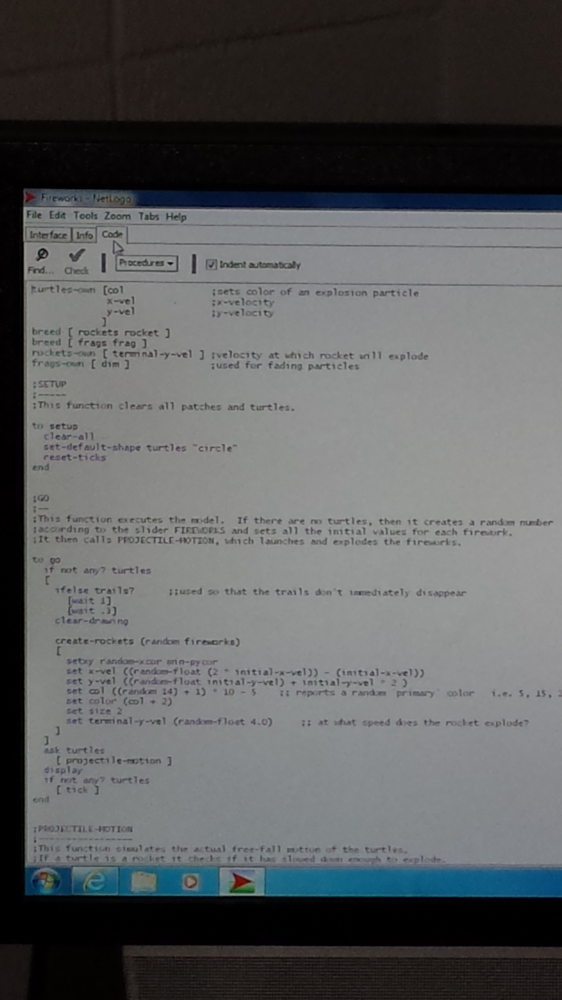 Fireworks - NetLogo
File Edit Tools Zoom Tabs Help
Interface Info Code
Find... Check Procedures Indent automatically
turtles-own [col ;sets color of an explosion particle
x-vel ;x-velocity
y-vel ;y-velocity
]
breed [ rockets rocket ]
breed [ frags frag ]
rockets-own [ terminal-y-vel ] ;velocity at which rocket will explode
frags-own [ dim ] ;used for fading particles
;SETUP
;-----
;This function clears all patches and turtles.
to setup
clear-all
set-default-shape turtles "circle"
reset-ticks
end
;GO
;--
;This function executes the model. If there are no turtles, then it creates a random number
;according to the slider FIREWORKS and sets all the initial values for each firework.
;It then calls PROJECTILE-MOTION, which launches and explodes the fireworks.
to go
if not any? turtles
[
ifelse trails? ;;used so that the trails don't immediately disappear
[wait 1]
[wait .3]
clear-drawing
create-rockets (random fireworks)
[
setxy random-xcor min-pycor
set x-vel ((random-float (2 * initial-x-vel)) - (initial-x-vel))
set y-vel ((random-float initial-y-vel) + initial-y-vel * 2 )
set col ((random 14) + 1) * 10 - 5 ;; reports a random 'primary' color i.e. 5, 15,
set color (col + 2)
set size 2
set terminal-y-vel (random-float 4.0) ;; at what speed does the rocket explode?
]
]
ask turtles
[ projectile-motion ]
display
if not any? turtles
[ tick ]
end
;PROJECTILE-MOTION
;-----------------
;This function simulates the actual free-fall motion of the turtles.
;If a turtle is a rocket it checks if it has slowed down enough to explode.